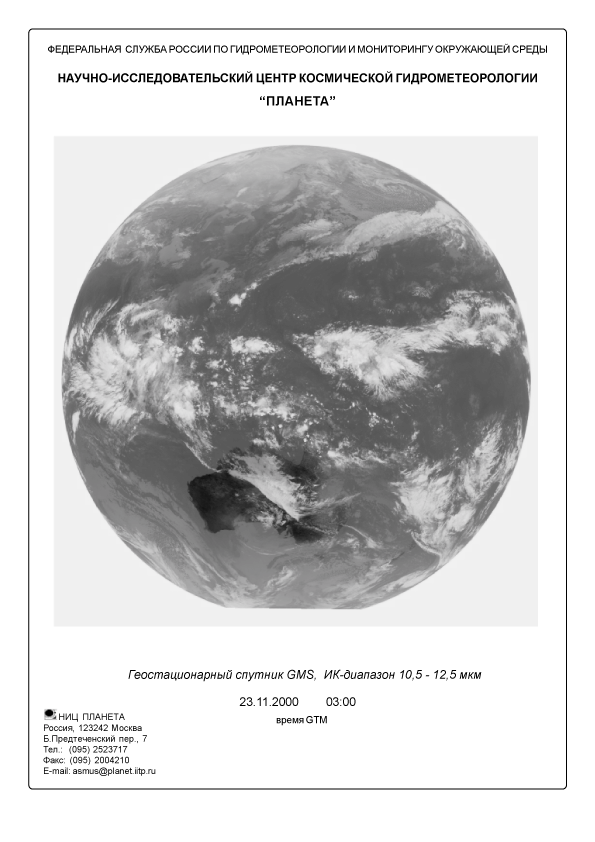 ФЕДЕРАЛЬНАЯ СЛУЖБА РОССИИ ПО ГИДРОМЕТЕОРОЛОГИИ И МОНИТОРИНГУ ОКРУЖАЮЩЕЙ СРЕДЫ
НАУЧНО-ИССЛЕДОВАТЕЛЬСКИЙ ЦЕНТР КОСМИЧЕСКОЙ ГИДРОМЕТЕОРОЛОГИИ
“ПЛАНЕТА”
Геостационарный спутник GMS, ИК-диапазон 10,5 - 12,5 мкм
23.11.2000 03:00
время GTM
НИЦ ПЛАНЕТА
Россия, 123242 Москва
Б.Предтеченский пер., 7
Тел.: (095) 2523717
Факс: (095) 2004210
E-mail: asmus@planet.iitp.ru